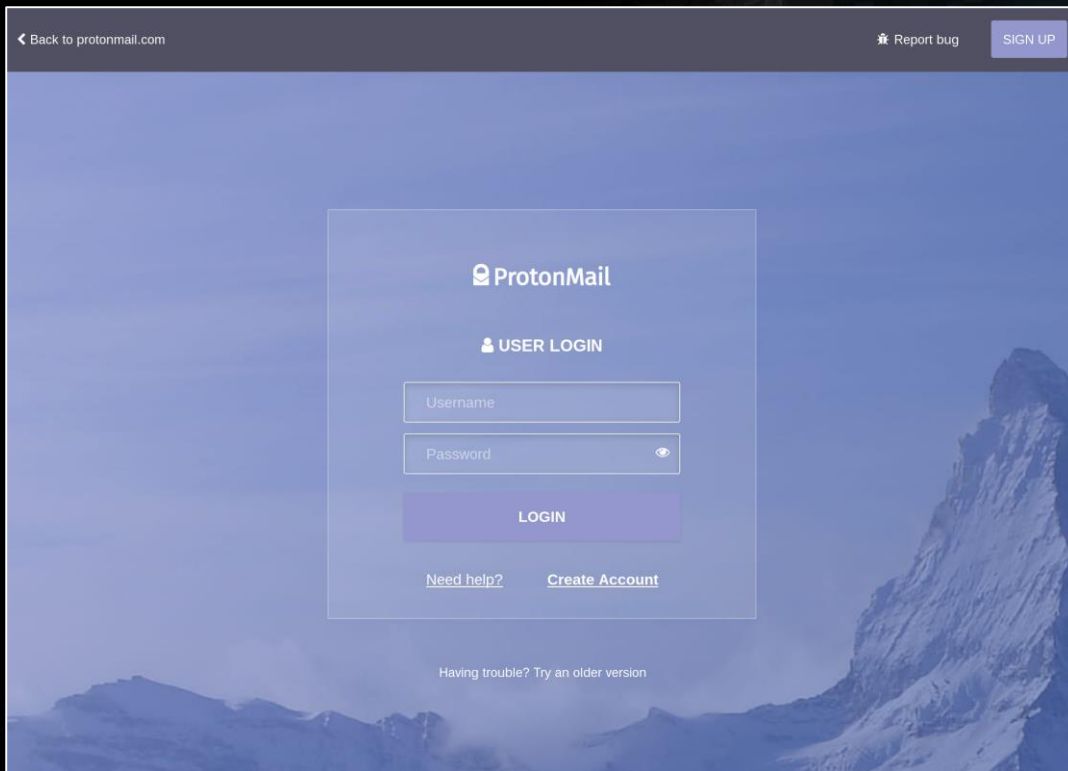 Back to protonmail.com
Report bug
SIGN UP
ProtonMail
USER LOGIN
Username
Password
LOGIN
Need help?
Create Account
Having trouble? Try an older version